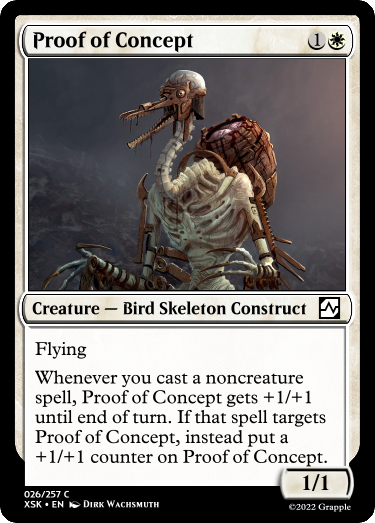 Proof of Concept 1
Creature — Bird Skeleton Construct
Flying
Whenever you cast a noncreature
spell, Proof of Concept gets +1/+1
until end of turn. If that spell targets
Proof of Concept, instead put a
+1/+1 counter on Proof of Concept.
1/1
026/257 C
XSK • EN Dirk Wachsmuth
©2022 Grapple